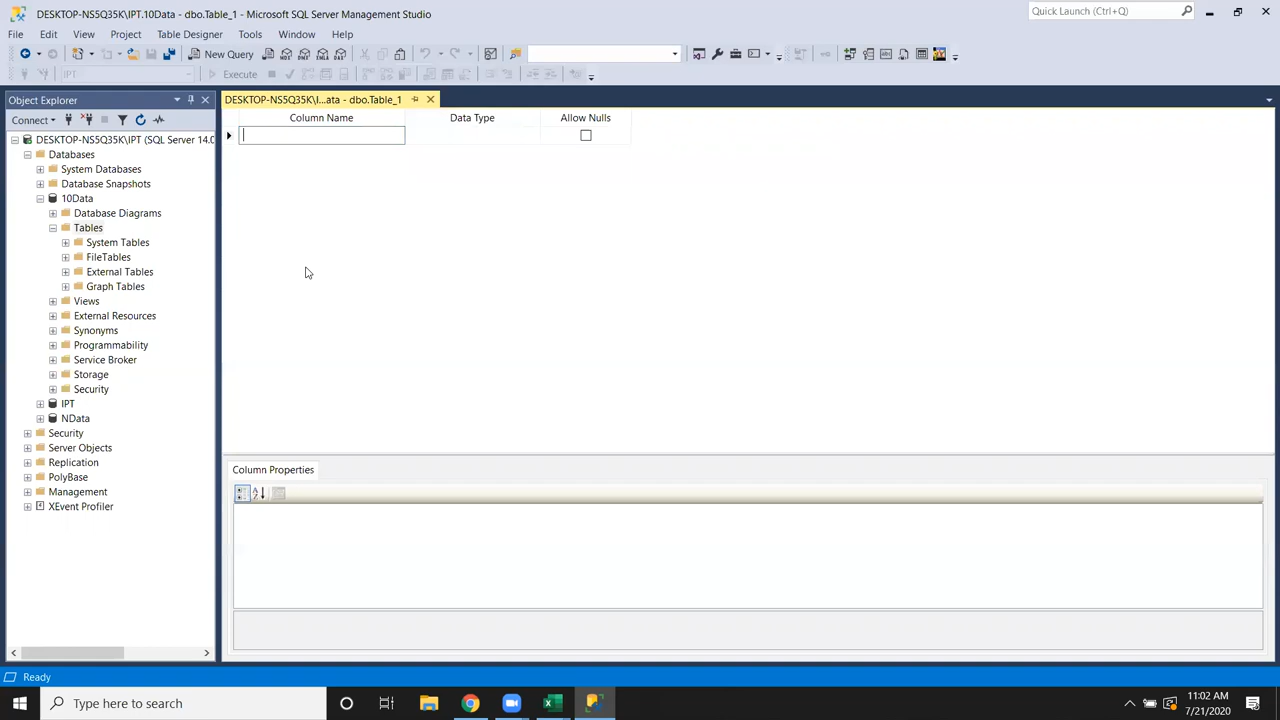 DESKTOP-NS5Q35K\IPT.10Data - dbo.Table_1 - Microsoft SQL Server Management Studio
Quick Launch (Ctrl+Q)
File Edit View Project Table Designer Tools Window Help
New Query
MDX DMX XMLA DAX
IPT Execute
Object Explorer
DESKTOP-NS5Q35K\I...ata - dbo.Table_1
Connect
Column Name Data Type Allow Nulls
DESKTOP-NS5Q35K\IPT (SQL Server 14.0
Databases
System Databases
Database Snapshots
10Data
Database Diagrams
Tables
System Tables
FileTables
External Tables
Graph Tables
Views
External Resources
Synonyms
Programmability
Service Broker
Storage
Security
IPT
NData
Security
Server Objects
Replication
PolyBase
Management
XEvent Profiler
Column Properties
Ready
Type here to search
11:02 AM
7/21/2020